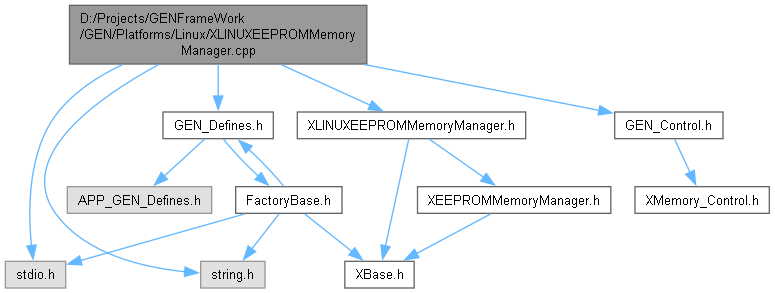 D:/Projects/GENFrameWork
/GEN/Platforms/Linux/XLINUXEEPROMMemory
Manager.cpp
GEN_Defines.h
XLINUXEEPROMMemoryManager.h
GEN_Control.h
APP_GEN_Defines.h
FactoryBase.h
XEEPROMMemoryManager.h
XMemory_Control.h
stdio.h
string.h
XBase.h